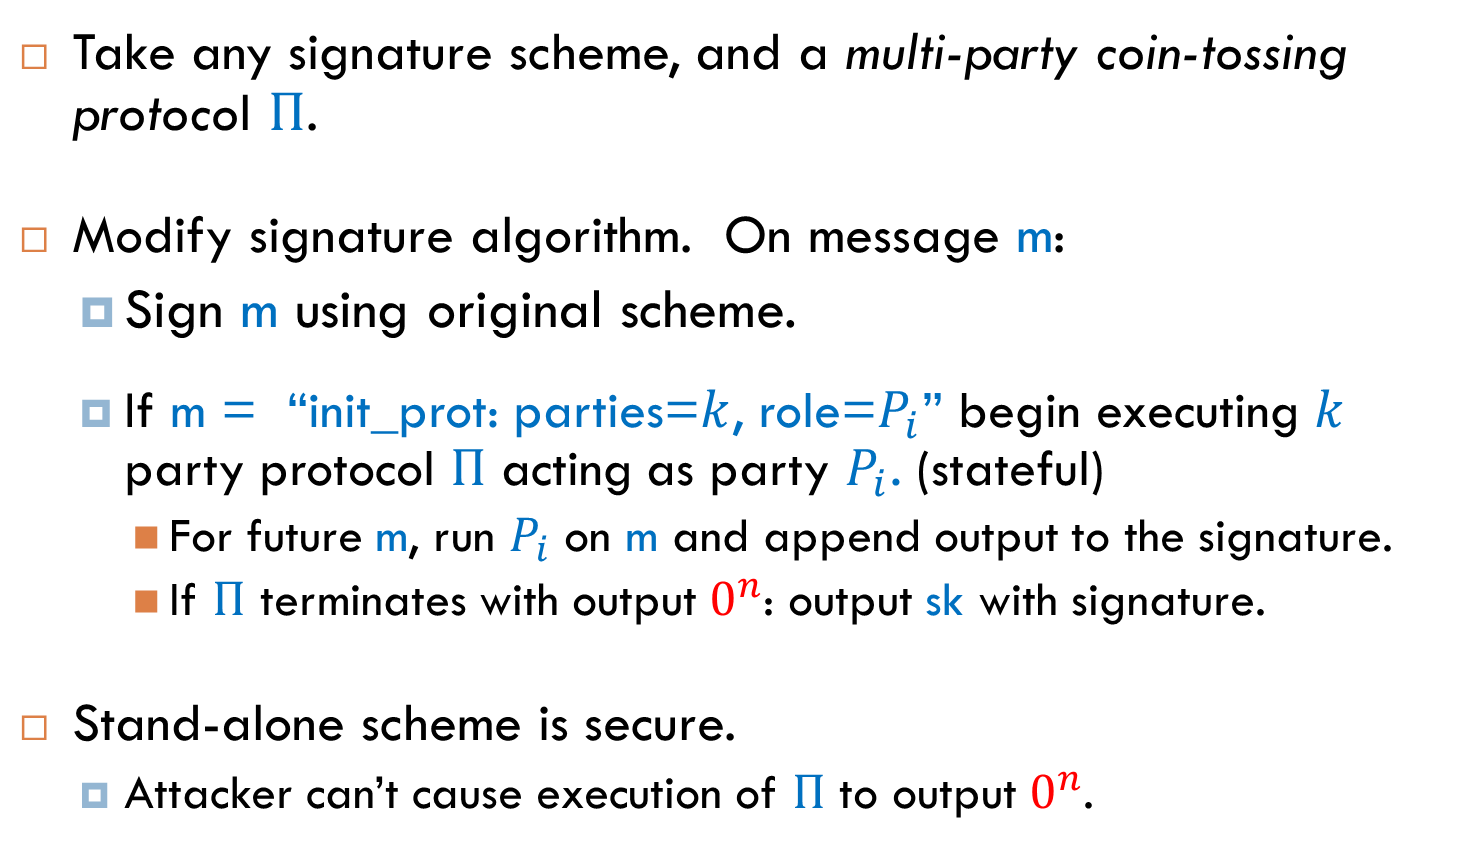 Take any signature scheme, and a multi-party coin-tossing
protocol Π.
Modify signature algorithm. On message m:
Sign m using original scheme.
If m = “init_prot: parties=k, role=Pᵢ” begin executing k
party protocol Π acting as party Pᵢ. (stateful)
For future m, run Pᵢ on m and append output to the signature.
If Π terminates with output 0ⁿ: output sk with signature.
Stand-alone scheme is secure.
Attacker can’t cause execution of Π to output 0ⁿ.